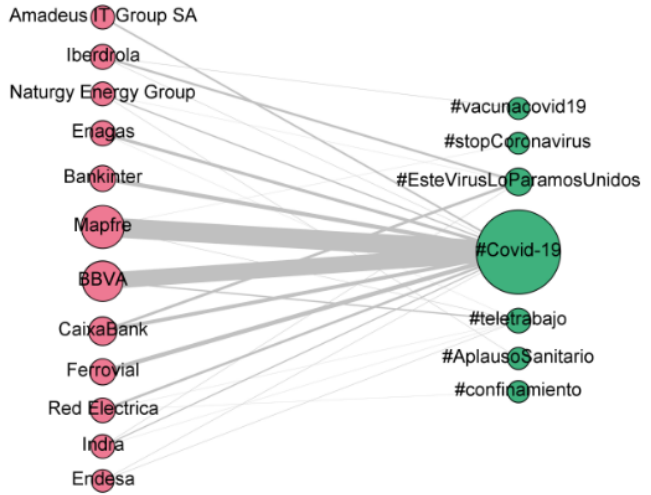 Amadeus IT Group SA
Iberdrola
Naturgy Energy Group
Enagas
Bankinter
Mapfre
BBVA
CaixaBank
Ferrovial
Red Electrica
Indra
Endesa
#vacunacovid19
#stopCoronavirus
#EsteVirusLoParamosUnidos
#Covid-19
#teletrabajo
#AplausoSanitario
#confinamiento